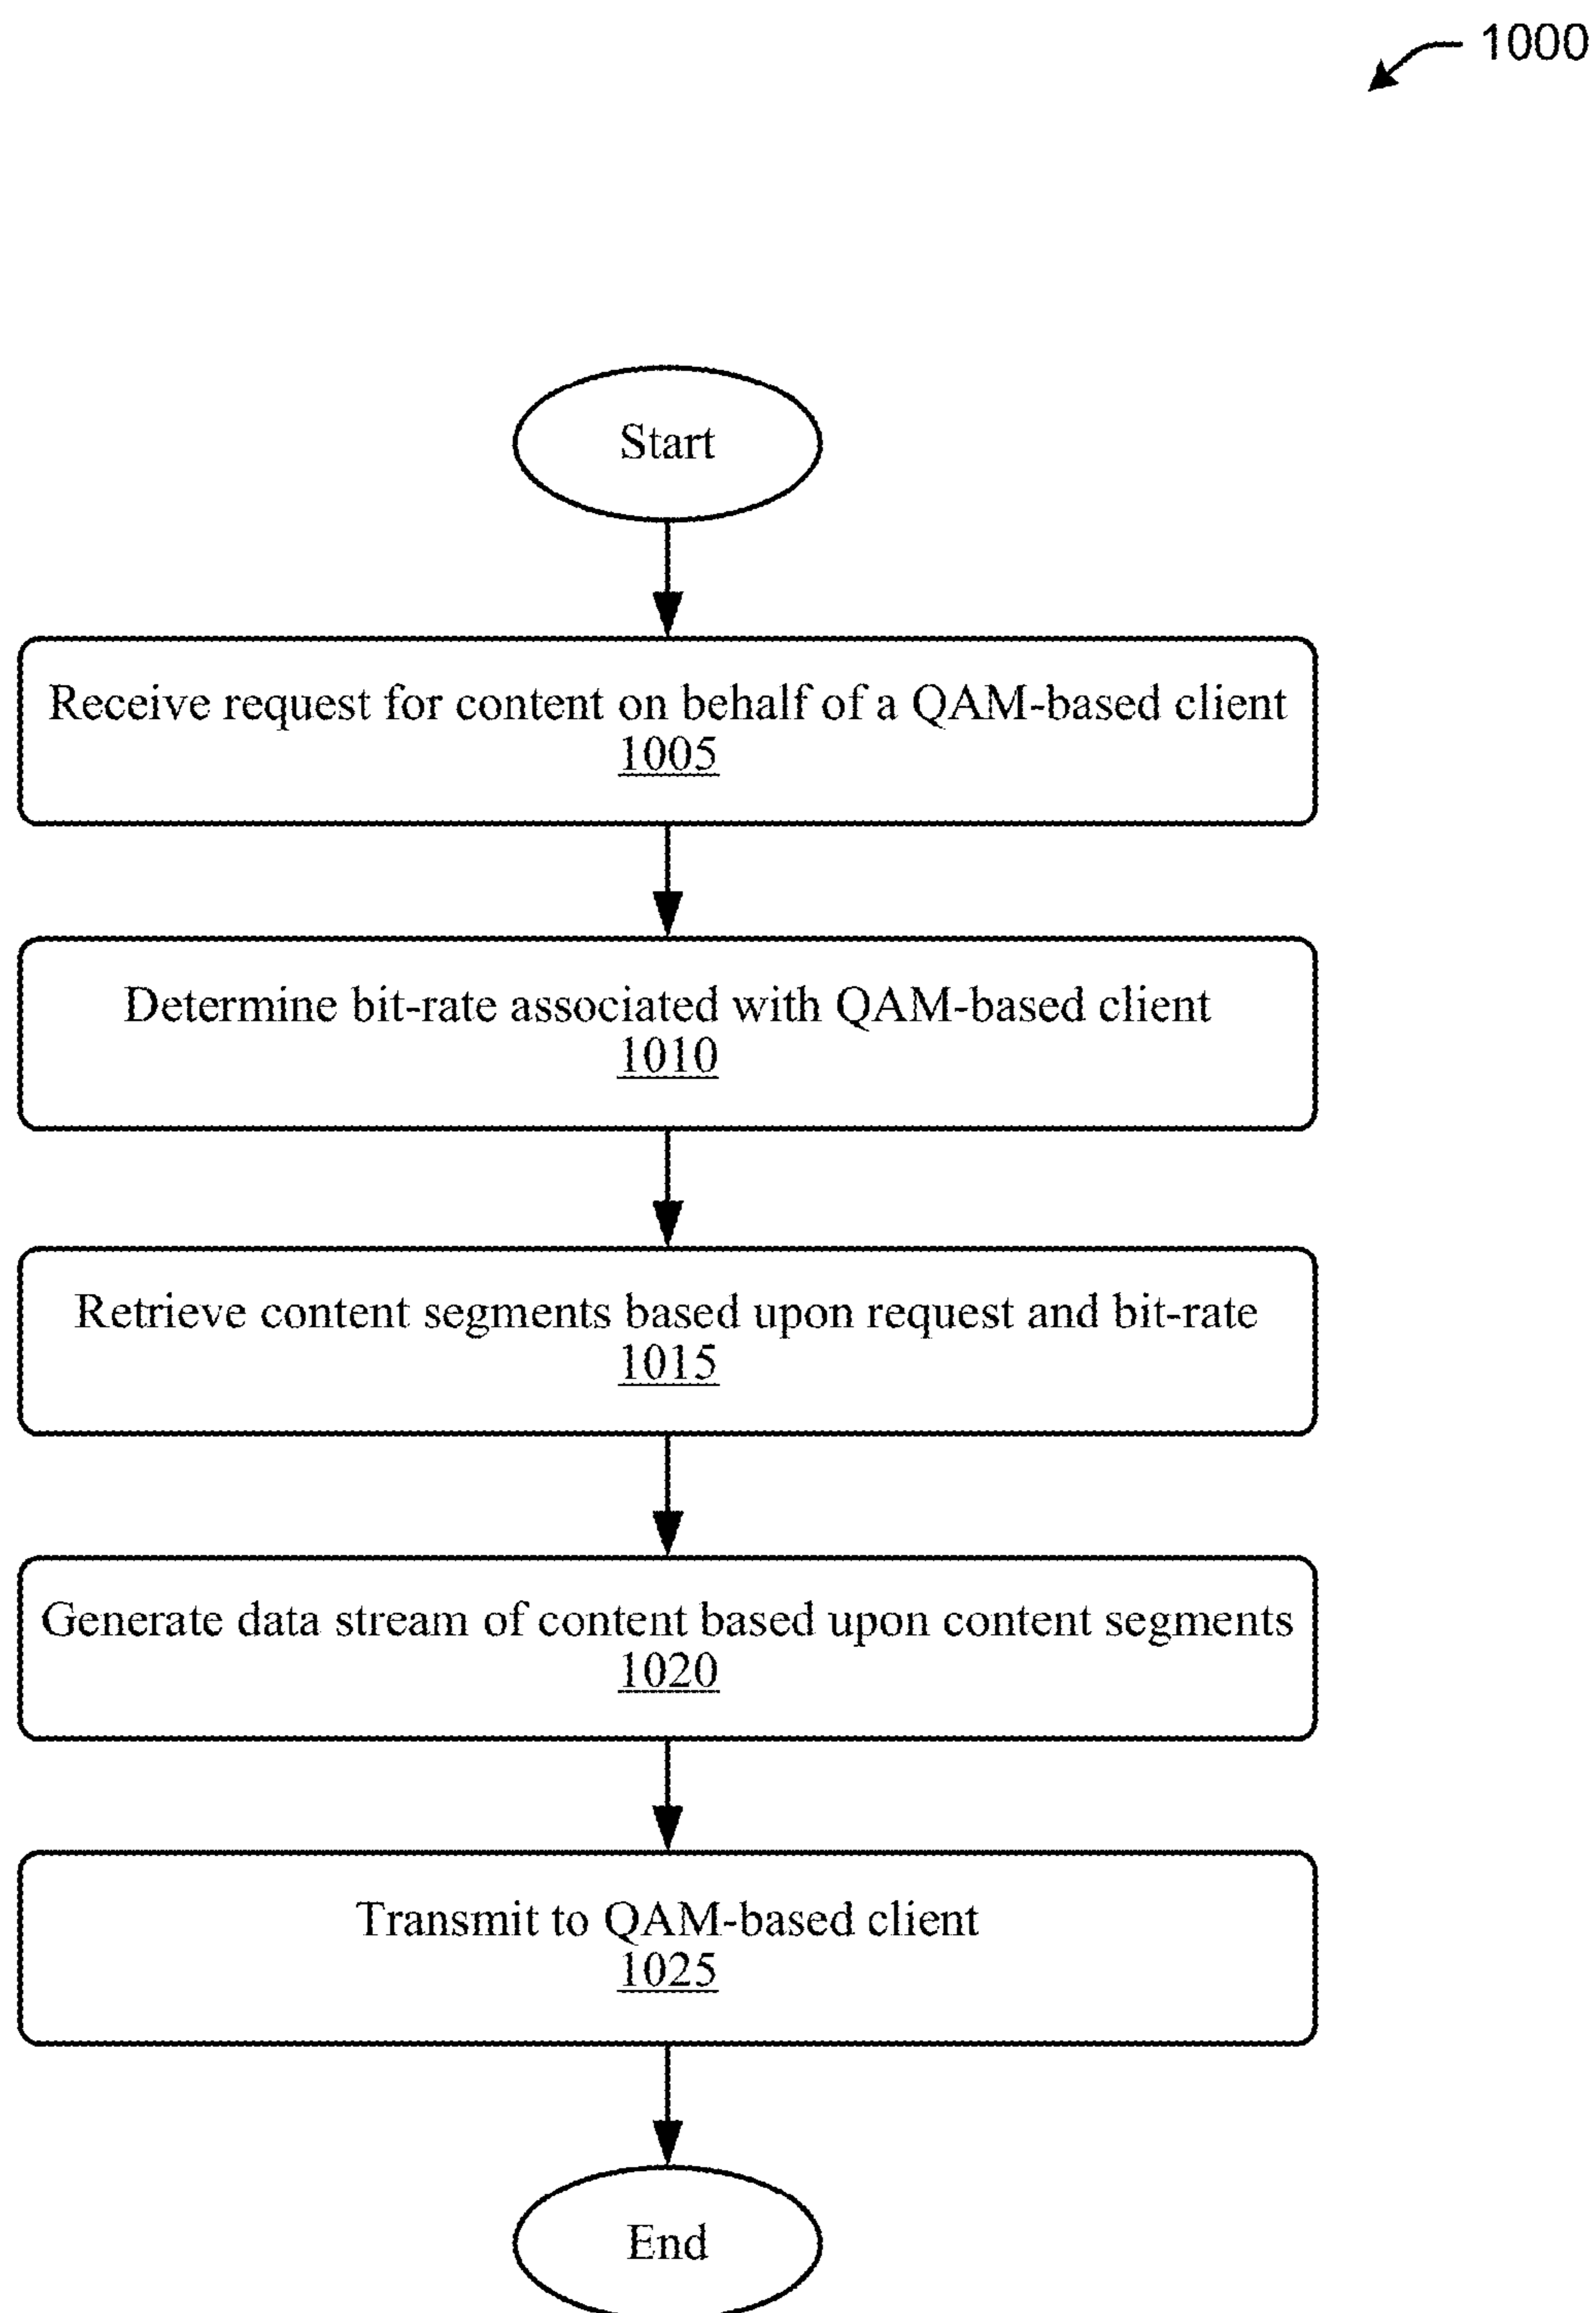 1000
Start
Receive request for content on behalf of a QAM-based client
1005
Determine bit-rate associated with QAM-based client
1010
Retrieve content segments based upon request and bit-rate
1015
Generate data stream of content based upon content segments
1020
Transmit to QAM-based client
1025
End